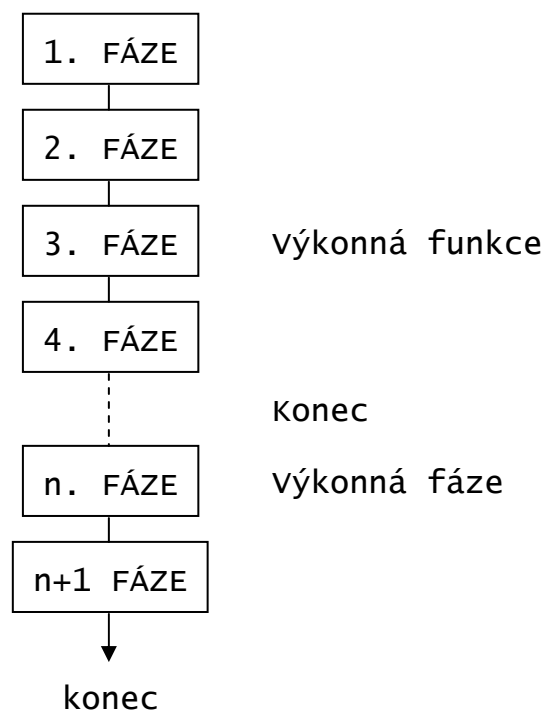 1. FÁZE
2. FÁZE
3. FÁZE
Výkonná funkce
4. FÁZE
Konec
n. FÁZE
Výkonná fáze
n+1 FÁZE
konec